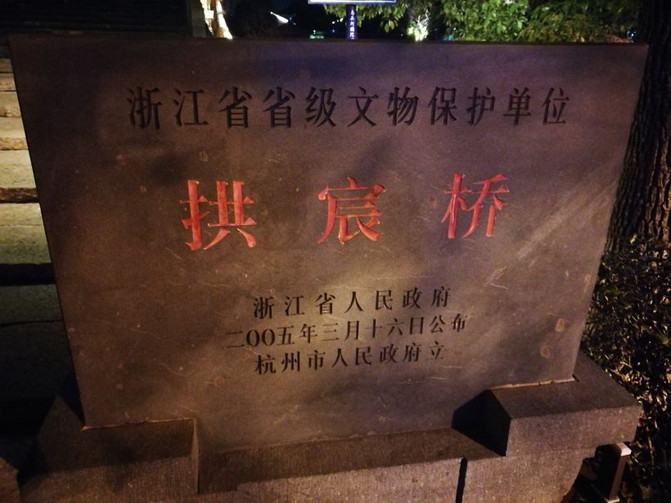 浙江省省级文物保护单位
拱宸桥
浙江省人民政府
二00五年三月十六日公布
杭州市人民政府立